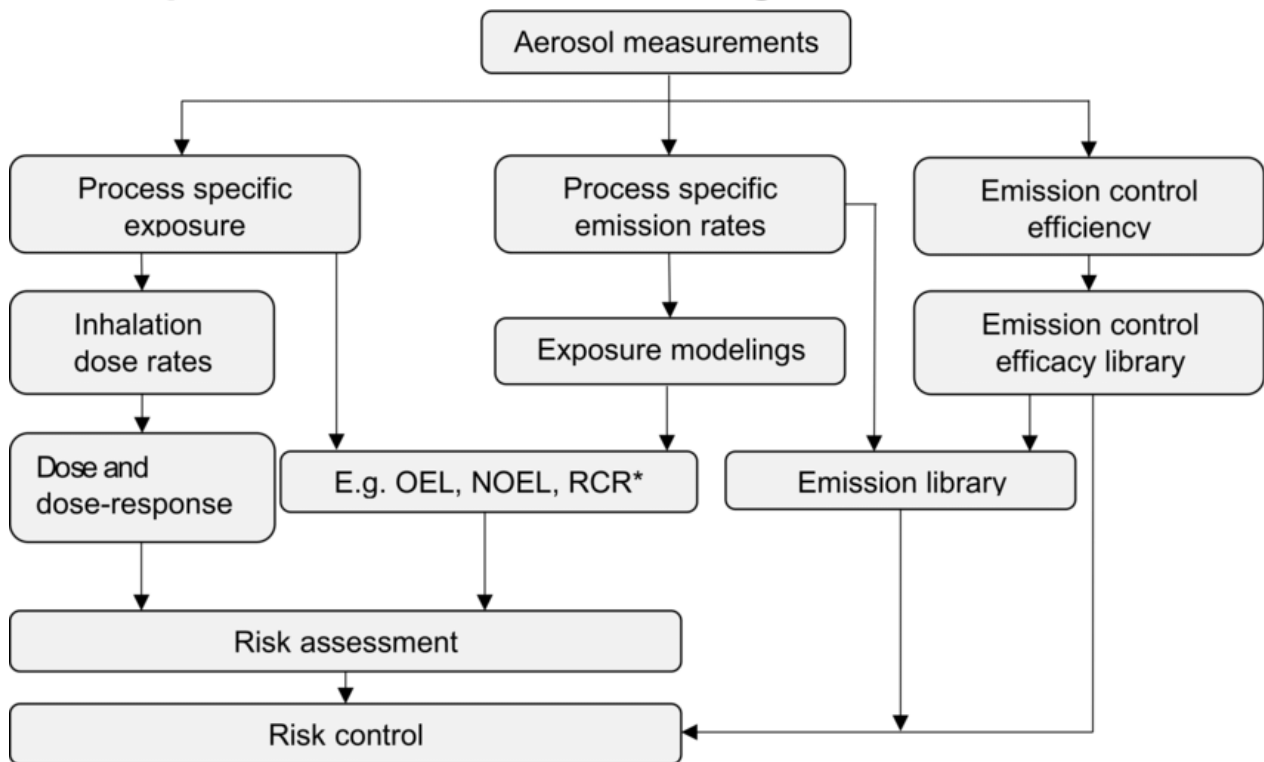 Aerosol measurements
Process specific
exposure
Process specific
emission rates
Emission control
efficiency
Inhalation
dose rates
Exposure modelings
Emission control
efficacy library
Dose and
dose-response
E.g. OEL, NOEL, RCR*
Emission library
Risk assessment
Risk control